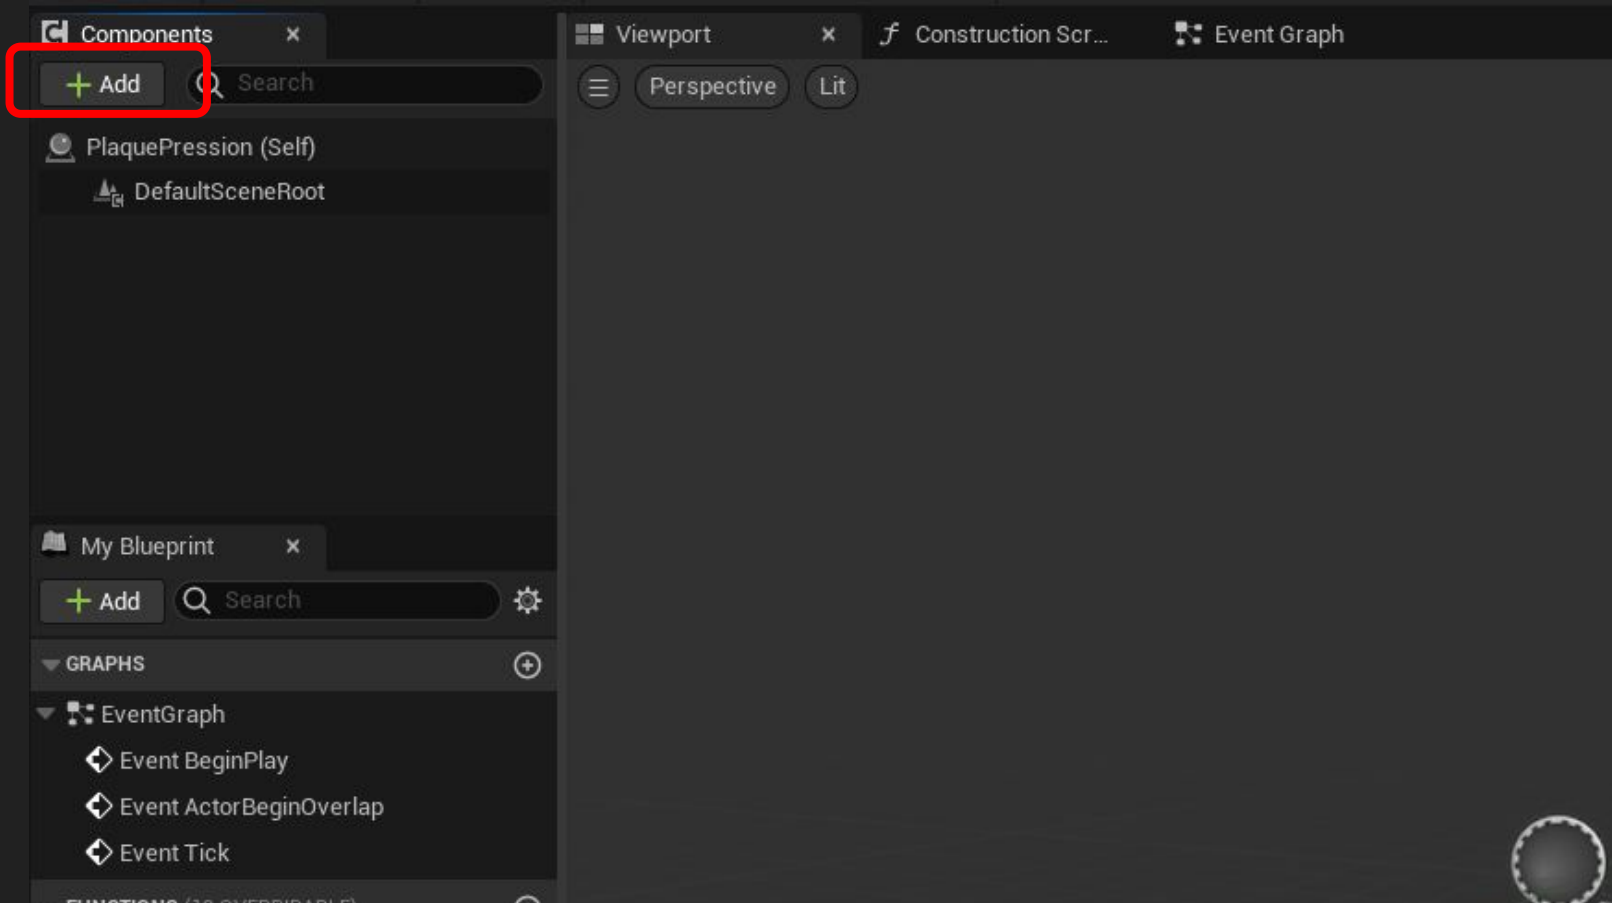 Components
Add
Search
PlaquePression (Self)
DefaultSceneRoot
My Blueprint
Add
Search
GRAPHS
EventGraph
Event BeginPlay
Event ActorBeginOverlap
Event Tick
Viewport
Construction Scr...
Event Graph
Perspective
Lit